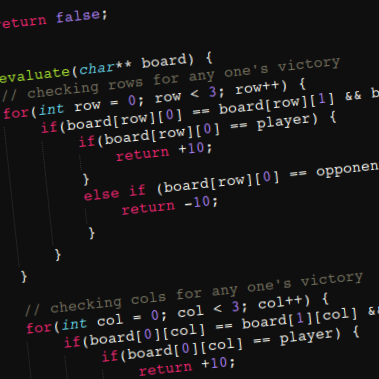 return false;
evaluate(char** board) {
// checking rows for any one's victory
for(int row = 0; row < 3; row++) {
if(board[row][0] == board[row][1] && b
if(board[row][0] == player) {
return +10;
}
else if (board[row][0] == opponen
return -10;
}
}
}
// checking cols for any one's victory
for(int col = 0; col < 3; col++) {
if(board[0][col] == board[1][col] &&
if(board[0][col] == player) {
return +10;